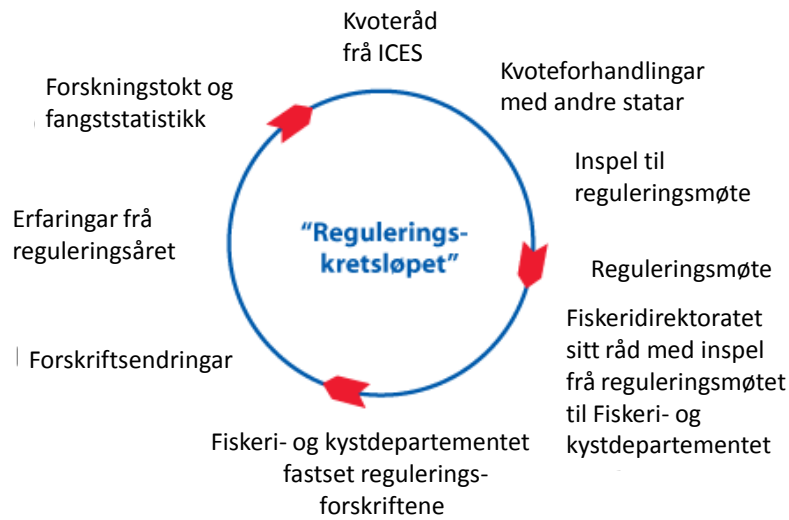 Kvoteråd
frå ICES
Kvoteforhandlingar
med andre statar
Inspel til
reguleringsmøte
Reguleringsmøte
Fiskeridirektoratet
sitt råd med inspel
frå reguleringsmøtet
til Fiskeri- og
kystdepartementet
Fiskeri- og kystdepartementet
fastset regulerings-
forskriftene
Forskriftsendringar
Erfaringar frå
reguleringsåret
Forskningstokt og
fangststatistikk
"Regulerings-
kretsløpet"